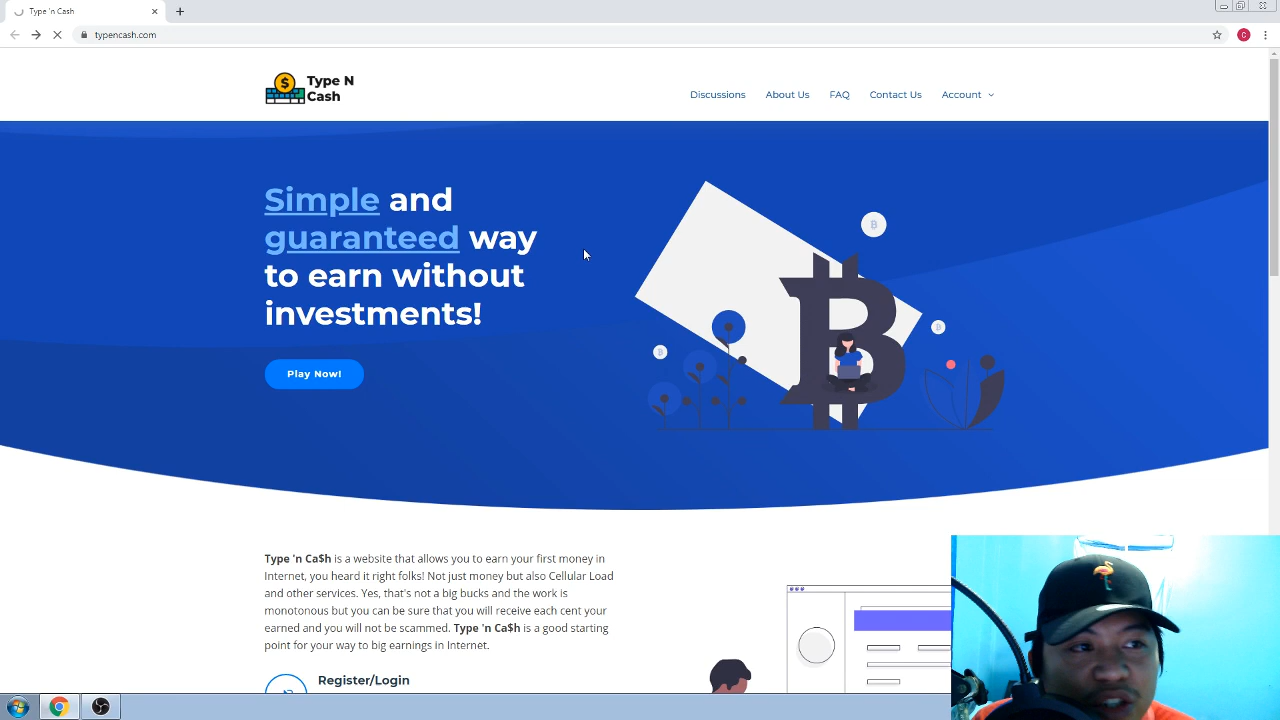 Type 'n Cash
typencash.com
C
Type N
Cash
Discussions
About Us
FAQ
Contact Us
Account
Simple and
guaranteed way
to earn without
investments!
Play Now!
Type 'n Ca$h is a website that allows you to earn your first money in
Internet, you heard it right folks! Not just money but also Cellular Load
and other services. Yes, that's not a big bucks and the work is
monotonous but you can be sure that you will receive each cent your
earned and you will not be scammed. Type 'n Ca$h is a good starting
point for your way to big earnings in Internet.
Register/Login